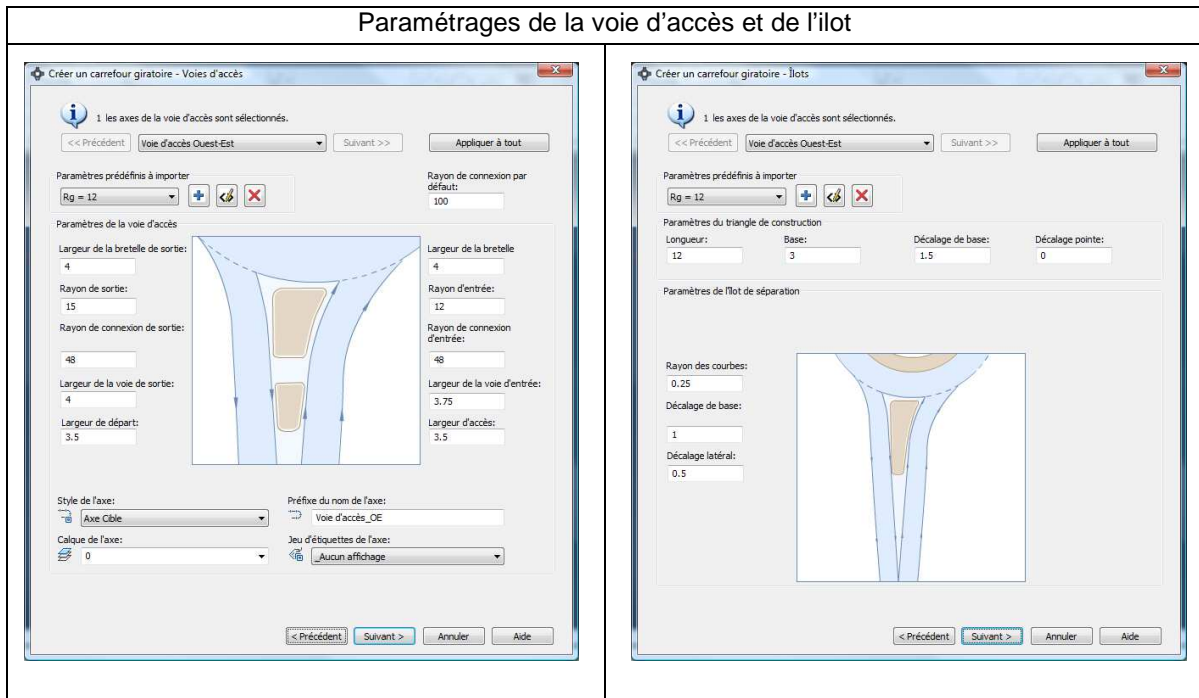 Paramétrages de la voie d’accès et de l’ilot
Créer un carrefour giratoire - Voies d'accès
1 les axes de la voie d'accès sont sélectionnés.
<< Précédent
Voie d'accès Ouest-Est
Suivant >>
Appliquer à tout
Paramètres prédéfinis à importer
Rg = 12
Rayon de connexion par
défaut:
100
Paramètres de la voie d'accès
Largeur de la bretelle de sortie:
4
Rayon de sortie:
15
Rayon de connexion de sortie:
48
Largeur de la voie de sortie:
4
Largeur de départ:
3.5
Largeur de la bretelle
4
Rayon d'entrée:
12
Rayon de connexion
d'entrée:
48
Largeur de la voie d'entrée:
3.75
Largeur d'accès:
3.5
Style de l'axe:
Axe Cible
Préfixe du nom de l'axe:
Voie d'accès_OE
Calque de l'axe:
0
Jeu d'étiquettes de l'axe:
_Aucun affichage
< Précédent
Suivant >
Annuler
Aide
Créer un carrefour giratoire - Îlots
1 les axes de la voie d'accès sont sélectionnés.
<< Précédent
Voie d'accès Ouest-Est
Suivant >>
Appliquer à tout
Paramètres prédéfinis à importer
Rg = 12
Paramètres du triangle de construction
Longueur:
12
Base:
3
Décalage de base:
1.5
Décalage pointe:
0
Paramètres de l'îlot de séparation
Rayon des courbes:
0.25
Décalage de base:
1
Décalage latéral:
0.5
< Précédent
Suivant >
Annuler
Aide